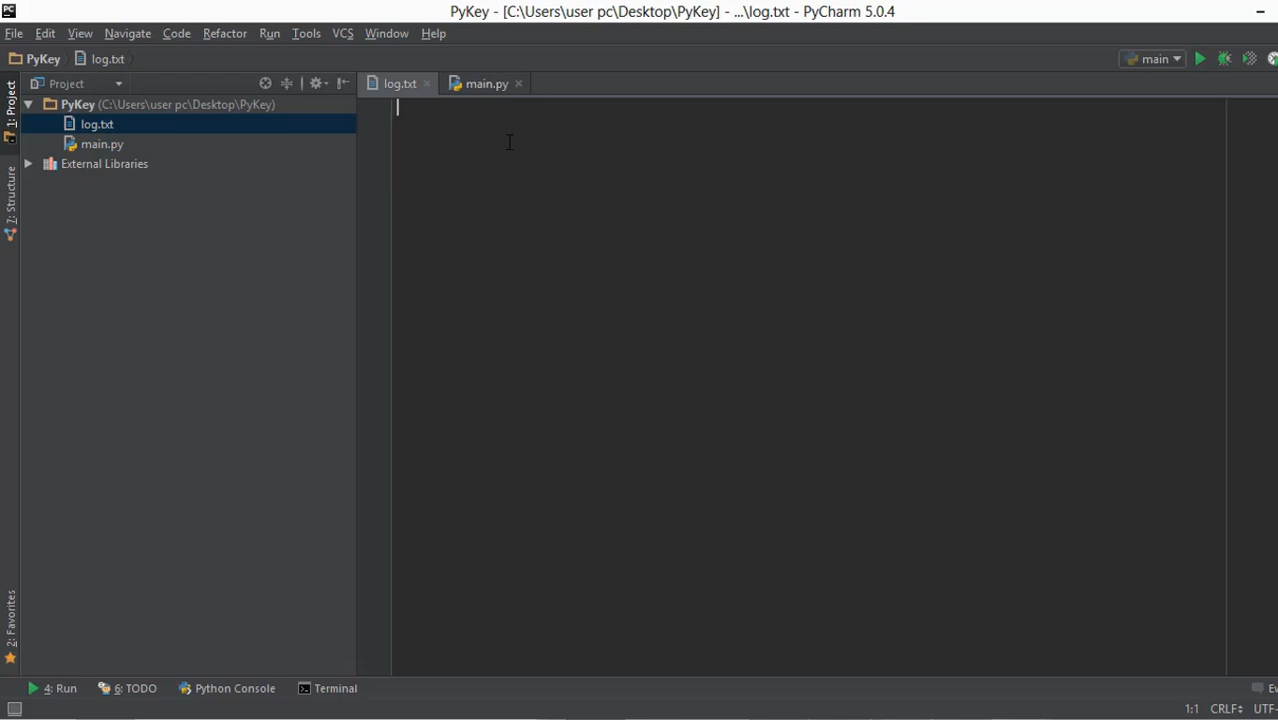 PC
PyKey - [C:\Users\user pc\Desktop\PyKey] - ...\log.txt - PyCharm 5.0.4
File Edit View Navigate Code Refactor Run Tools VCS Window Help
PyKey log.txt main
1: Project
Project log.txt main.py
PyKey (C:\Users\user pc\Desktop\PyKey)
log.txt
main.py
External Libraries
7: Structure
2: Favorites
4: Run 6: TODO Python Console Terminal
1:1 CRLF UTF-